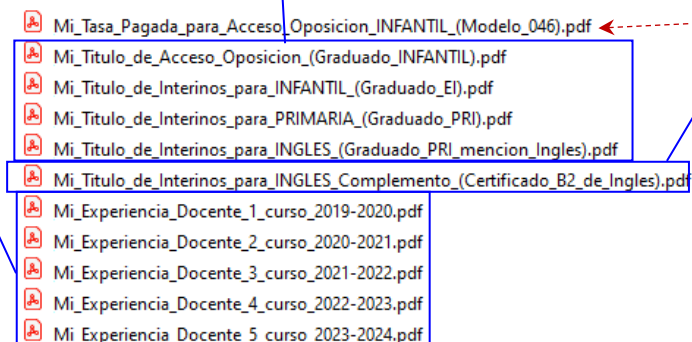 Mi_Tasa_Pagada_para_Acceso_Oposicion_INFANTIL_(Modelo_046).pdf
Mi_Titulo_de_Acceso_Oposicion_(Graduado_INFANTIL).pdf
Mi_Titulo_de_Interinos_para_INFANTIL_(Graduado_EI).pdf
Mi_Titulo_de_Interinos_para_PRIMARIA_(Graduado_PRI).pdf
Mi_Titulo_de_Interinos_para_INGLES_(Graduado_PRI_mencion_Ingles).pdf
Mi_Titulo_de_Interinos_para_INGLES_Complemento_(Certificado_B2_de_Ingles).pdf
Mi_Experiencia_Docente_1_curso_2019-2020.pdf
Mi_Experiencia_Docente_2_curso_2020-2021.pdf
Mi_Experiencia_Docente_3_curso_2021-2022.pdf
Mi_Experiencia_Docente_4_curso_2022-2023.pdf
Mi_Experiencia_Docente_5_curso_2023-2024.pdf